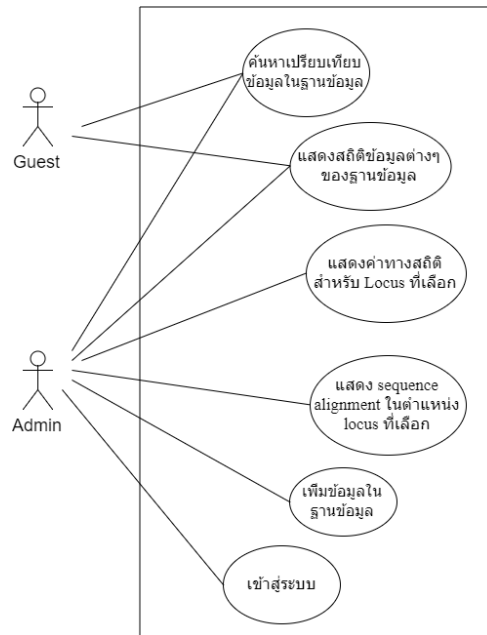 ค้นหาเปรียบเทียบ
ข้อมูลในฐานข้อมูล
Guest
แสดงสถิติข้อมูลต่างๆ
ของฐานข้อมูล
แสดงค่าทางสถิติ
สำหรับ Locus ที่เลือก
Admin
แสดง sequence
alignment ในตำแหน่ง
locus ที่เลือก
เพิ่มข้อมูลใน
ฐานข้อมูล
เข้าสู่ระบบ